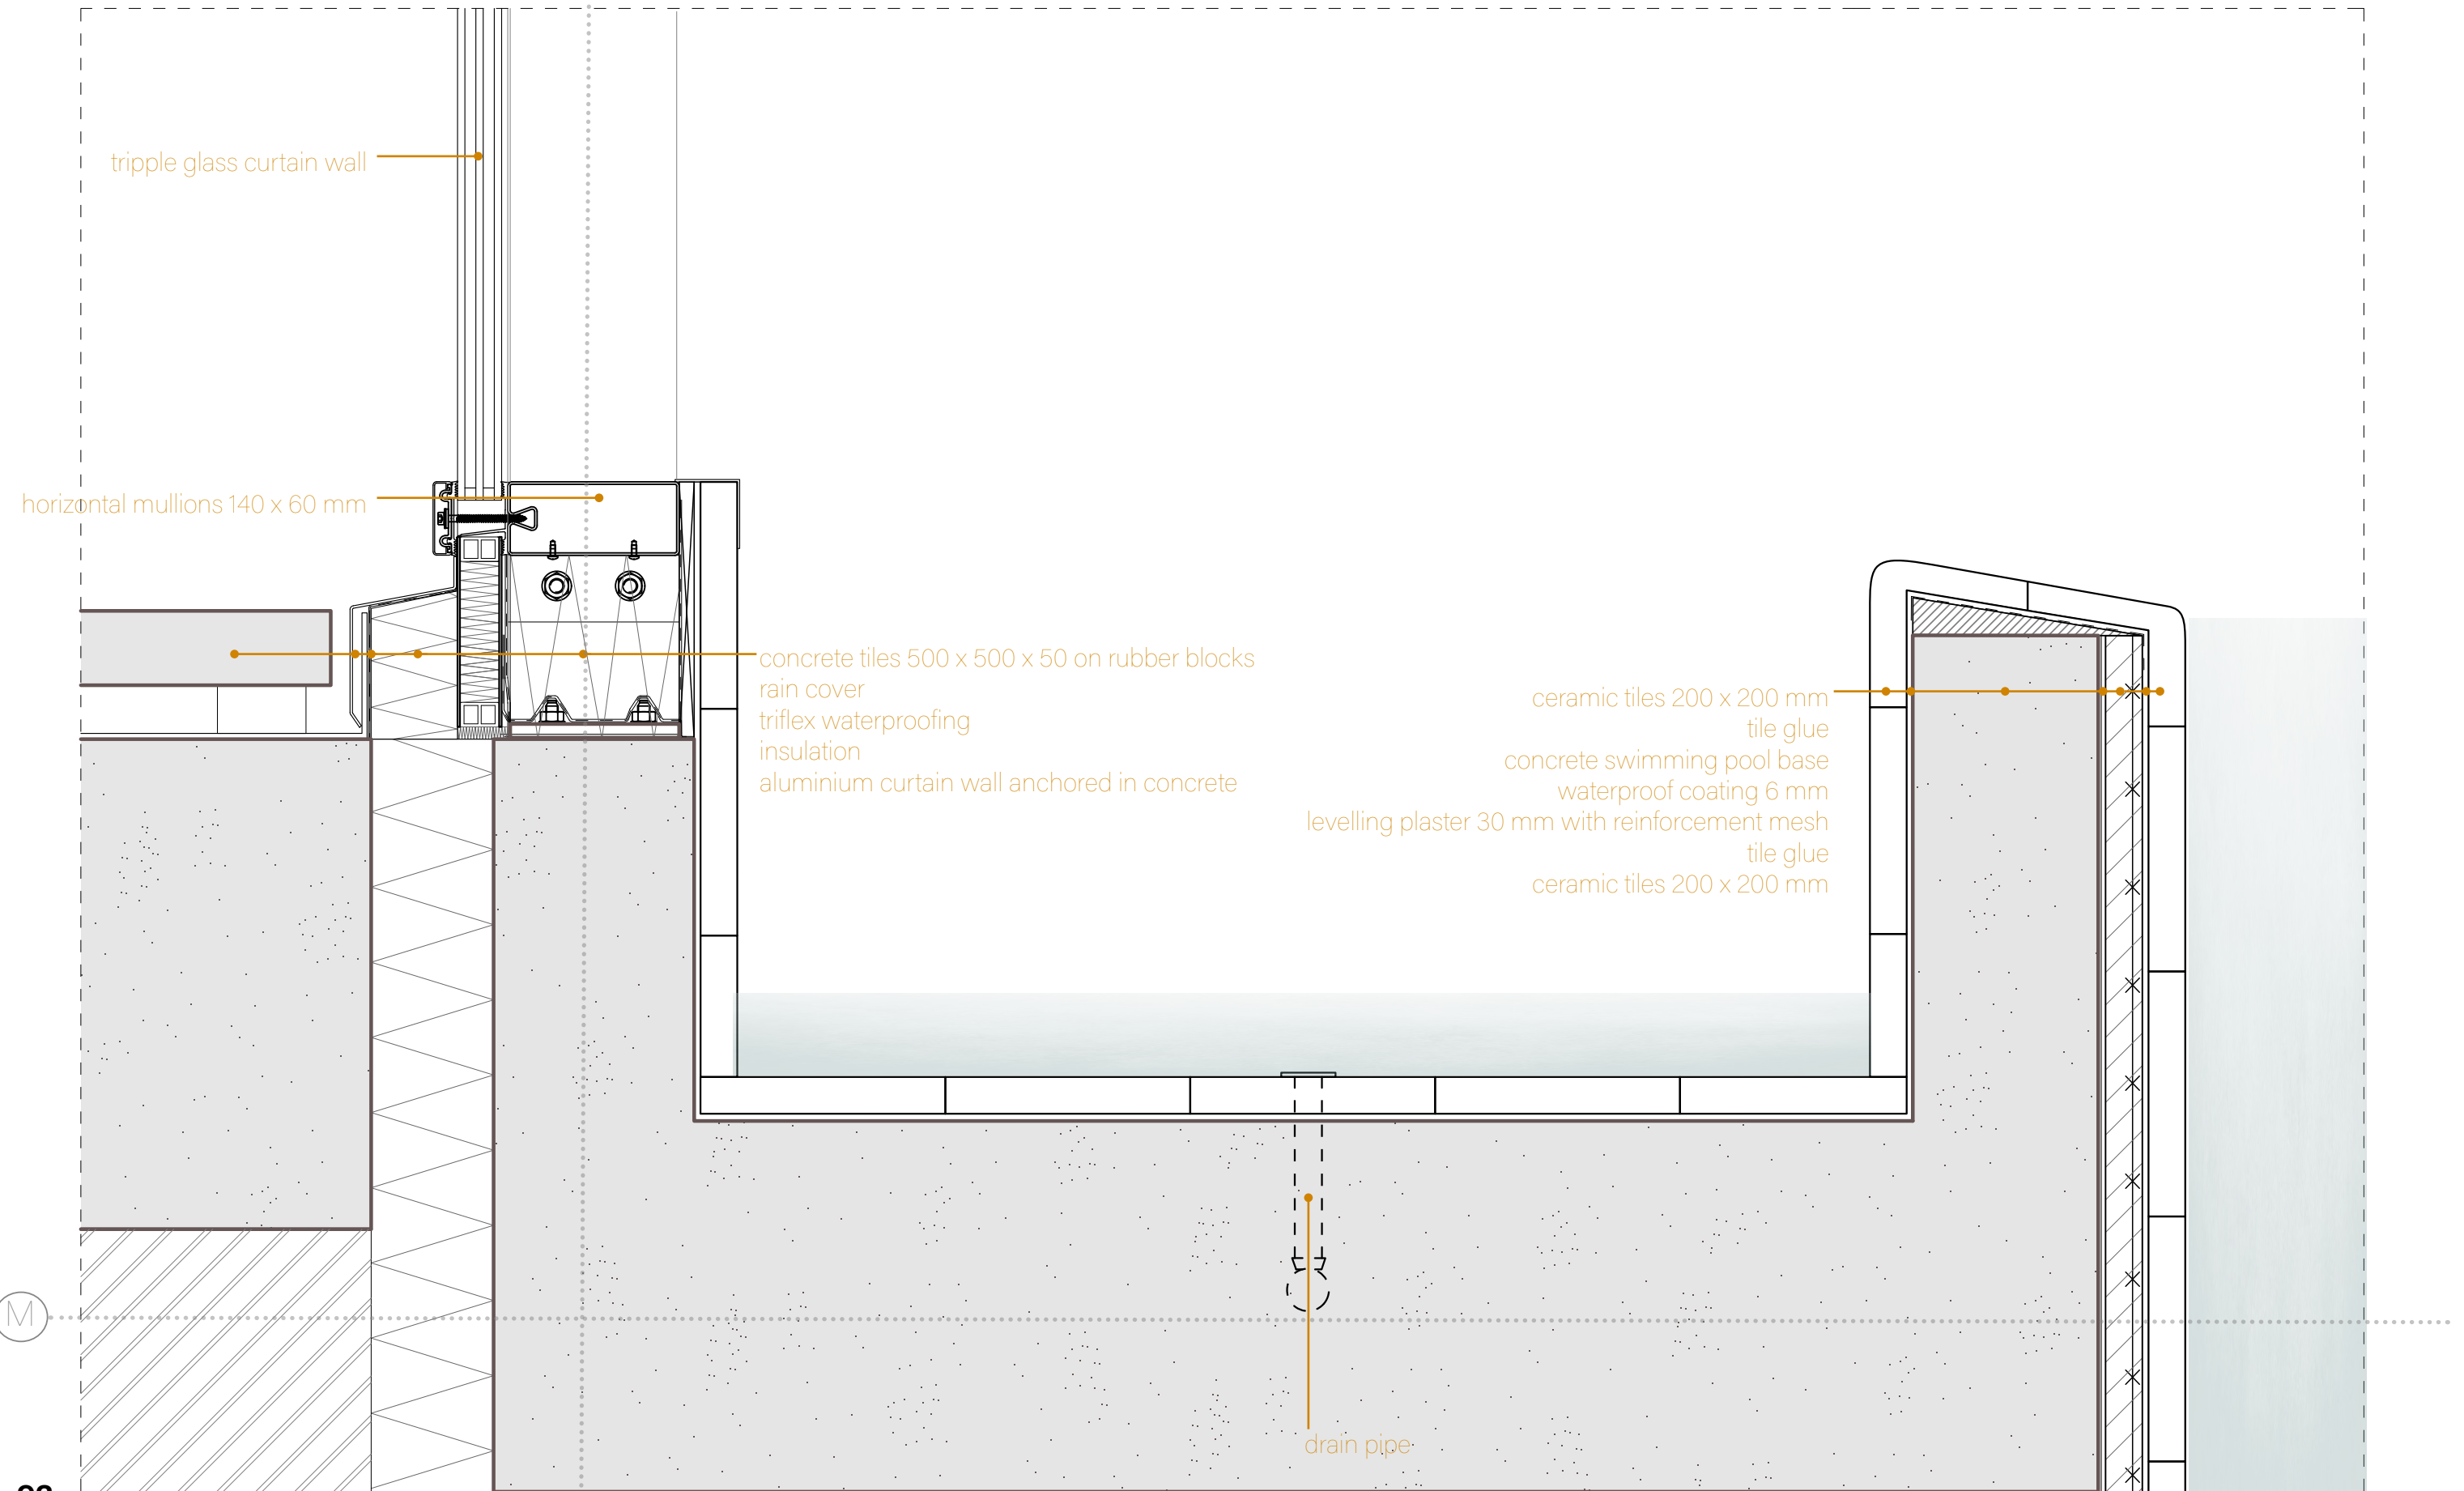 tripple glass curtain wall
horizontal mullions 140 x 60 mm
concrete tiles 500 x 500 x 50 on rubber blocks
rain cover
triflex waterproofing
insulation
aluminium curtain wall anchored in concrete
ceramic tiles 200 x 200 mm
tile glue
concrete swimming pool base
waterproof coating 6 mm
levelling plaster 30 mm with reinforcement mesh
tile glue
ceramic tiles 200 x 200 mm
M
drain pipe